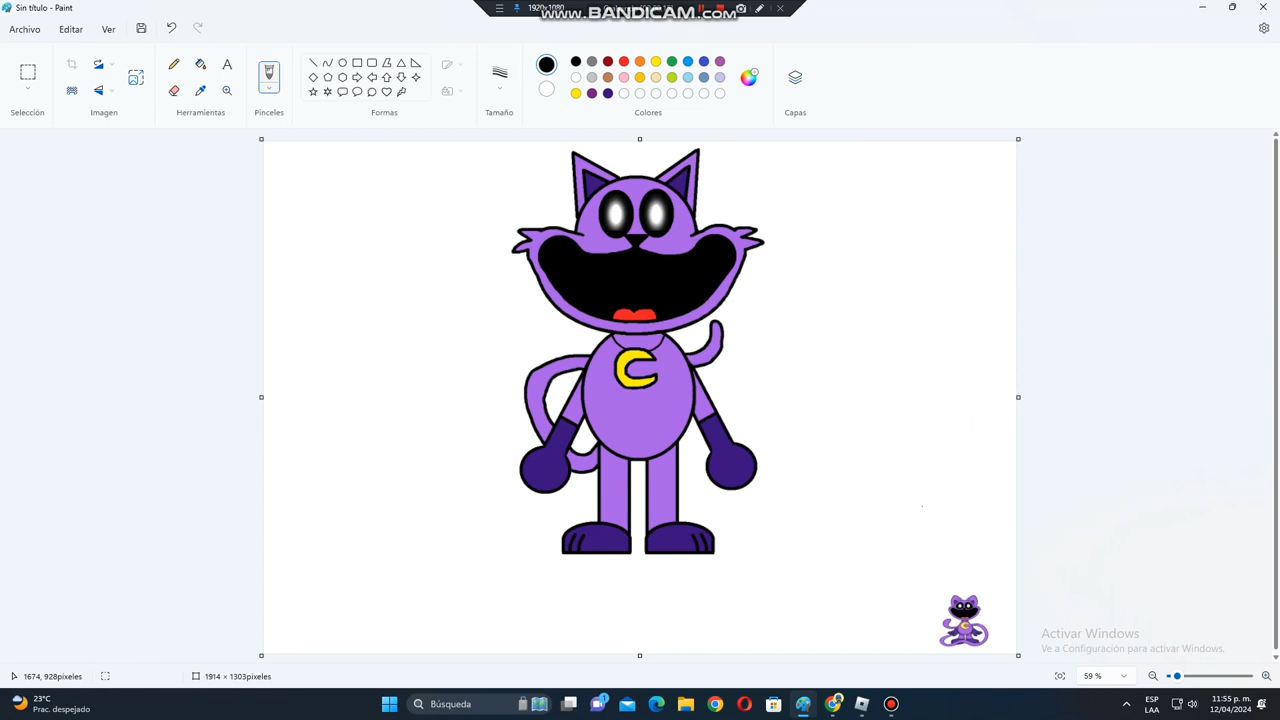 Sin título - Paint
1920x1080
www.BANDICAM.com
Archivo Editar Ver
Selección
Imagen
Herramientas
Pinceles
Formas
Tamaño
Colores
Capas
Activar Windows
Ve a Configuración para activar Windows.
1674, 928píxeles
1914 × 1303píxeles
59 %
23°C
Prac. despejado
Búsqueda
ESP
LAA
11:55 p. m.
12/04/2024